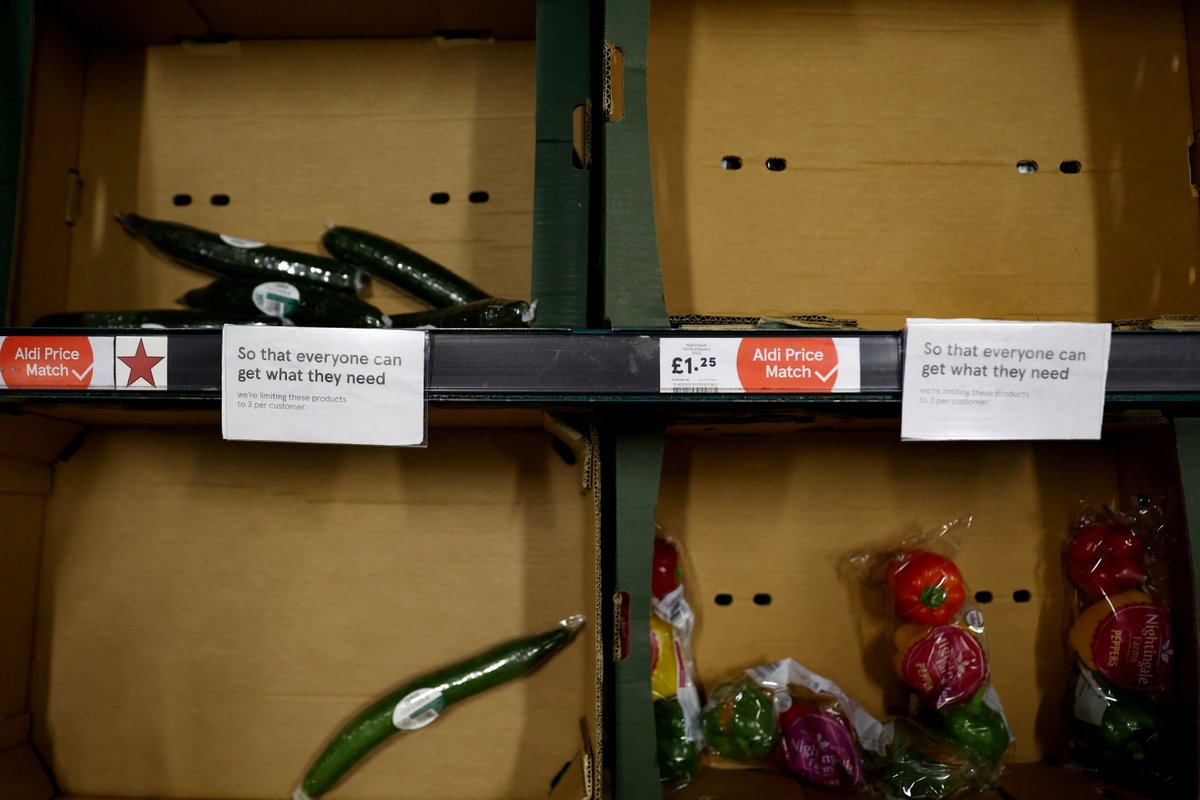 Aldi Price
Match
So that everyone can
get what they need
we're limiting these products
to 3 per customer.
£1.25
Aldi Price
Match
So that everyone can
get what they need
we're limiting these products
to 3 per customer.
Nightingale
Farms
PEPPERS
Nightingale
Farms
PEPPERS